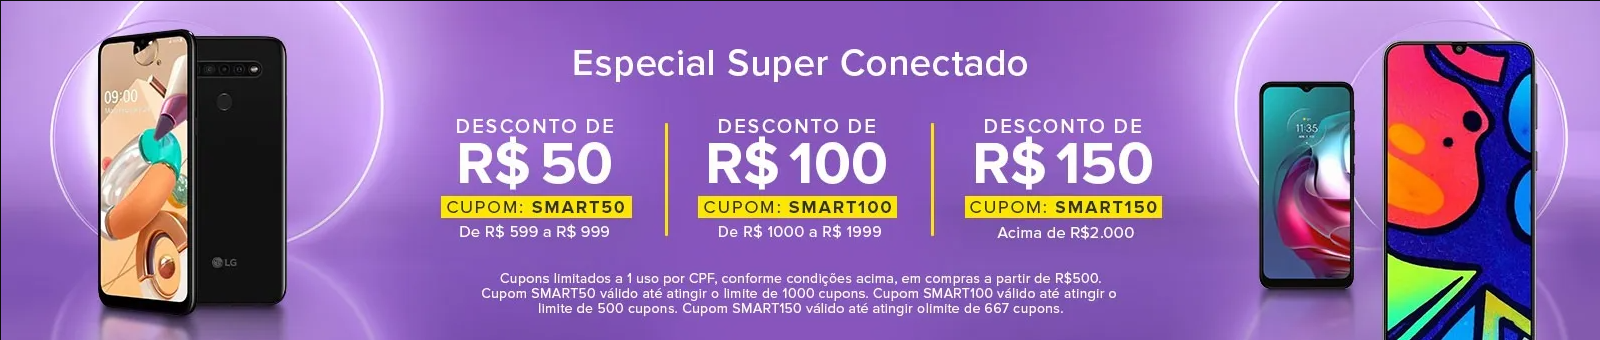 Especial Super Conectado
DESCONTO DE
R$ 50
CUPOM: SMART50
De R$ 599 a R$ 999
DESCONTO DE
R$ 100
CUPOM: SMART100
De R$ 1000 a R$ 1999
DESCONTO DE
R$ 150
CUPOM: SMART150
Acima de R$2.000
Cupons limitados a 1 uso por CPF, conforme condições acima, em compras a partir de R$500.
Cupom SMART50 válido até atingir o limite de 1000 cupons. Cupom SMART100 válido até atingir o
limite de 500 cupons. Cupom SMART150 válido até atingir olimite de 667 cupons.
09:00
LG
11:35